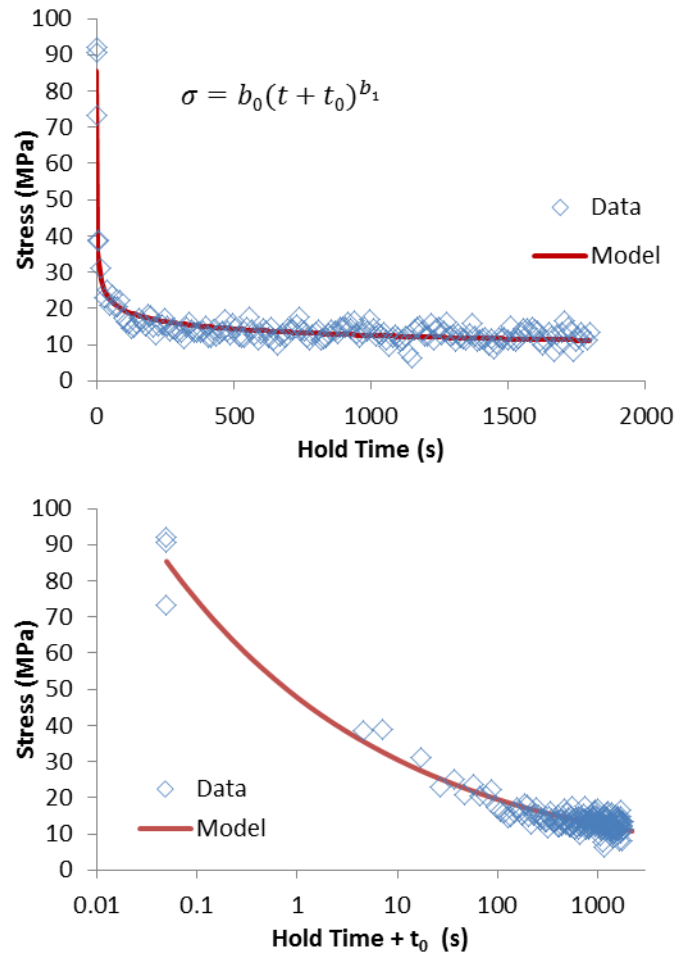 100
90
80
70
60
50
40
30
20
10
0
Stress (MPa)
σ = b₀(t + t₀)^b₁
Data
Model
0 500 1000 1500 2000
Hold Time (s)
100
90
80
70
60
50
40
30
20
10
0
Stress (MPa)
Data
Model
0.01 0.1 1 10 100 1000
Hold Time + t₀ (s)